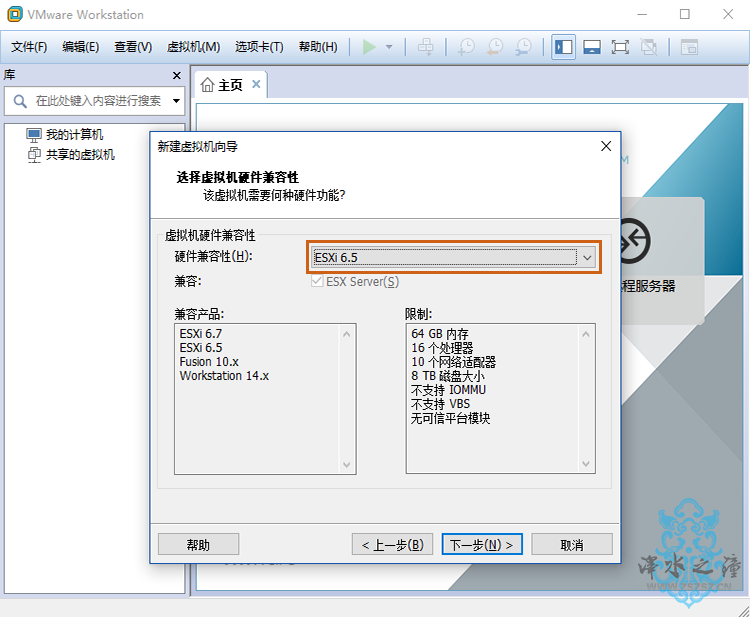 VMware Workstation
文件(F) 编辑(E) 查看(V) 虚拟机(M) 选项卡(T) 帮助(H)
库
在此处键入内容进行搜索
主页
我的计算机
共享的虚拟机
新建虚拟机向导
选择虚拟机硬件兼容性
该虚拟机需要何种硬件功能?
虚拟机硬件兼容性
硬件兼容性(H):
ESXi 6.5
兼容:
ESX Server(S)
兼容产品:
ESXi 6.7
ESXi 6.5
Fusion 10.x
Workstation 14.x
限制:
64 GB 内存
16 个处理器
10 个网络适配器
8 TB 磁盘大小
不支持 IOMMU
不支持 VBS
无可信平台模块
程服务器
帮助
< 上一步(B)
下一步(N) >
取消
泽水之潼